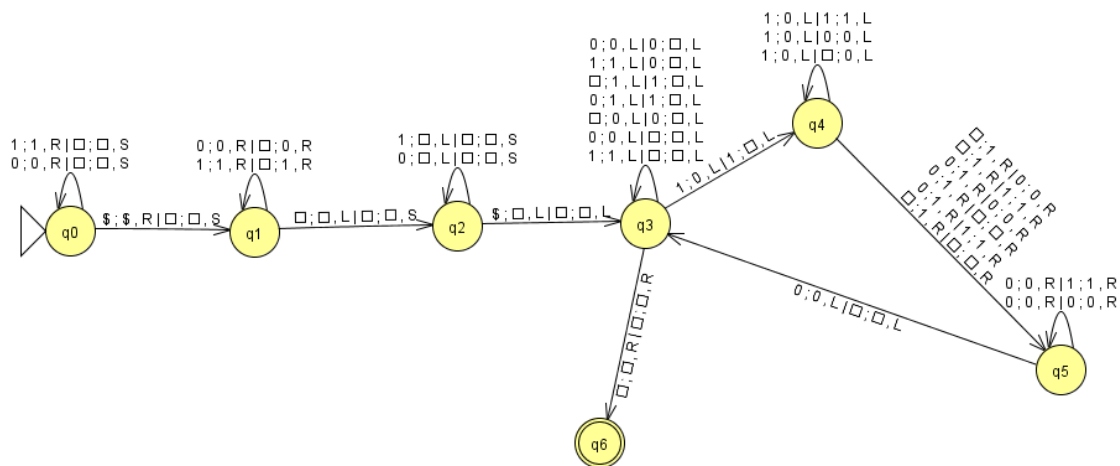 1;0,L|1;1,L
1;0,L|0;0,L
1;0,L|□;0,L
q4
0;0,L|0;□,L
1;1,L|0;□,L
□;1,L|1;□,L
0;1,L|1;□,L
□;0,L|0;□,L
0;0,L|□;□,L
1;1,L|□;□,L
1;1,R|□;□,S
0;0,R|□;□,S
0;0,R|□;0,R
1;1,R|□;1,R
1;□,L|□;□,S
0;□,L|□;□,S
1;0,L|1;□,L
□;1,R|0;0,R
□;1,R|1;1,R
0;1,R|0;0,R
0;1,R|□;□,R
0;1,R|1;1,R
□;1,R|□;□,R
q0
$;$,R|□;□,S
q1
□;□,L|□;□,S
q2
$;□,L|□;□,L
q3
0;0,L|□;□,L
0;0,R|1;1,R
0;0,R|0;0,R
q5
□;□,R|□;□,R
q6